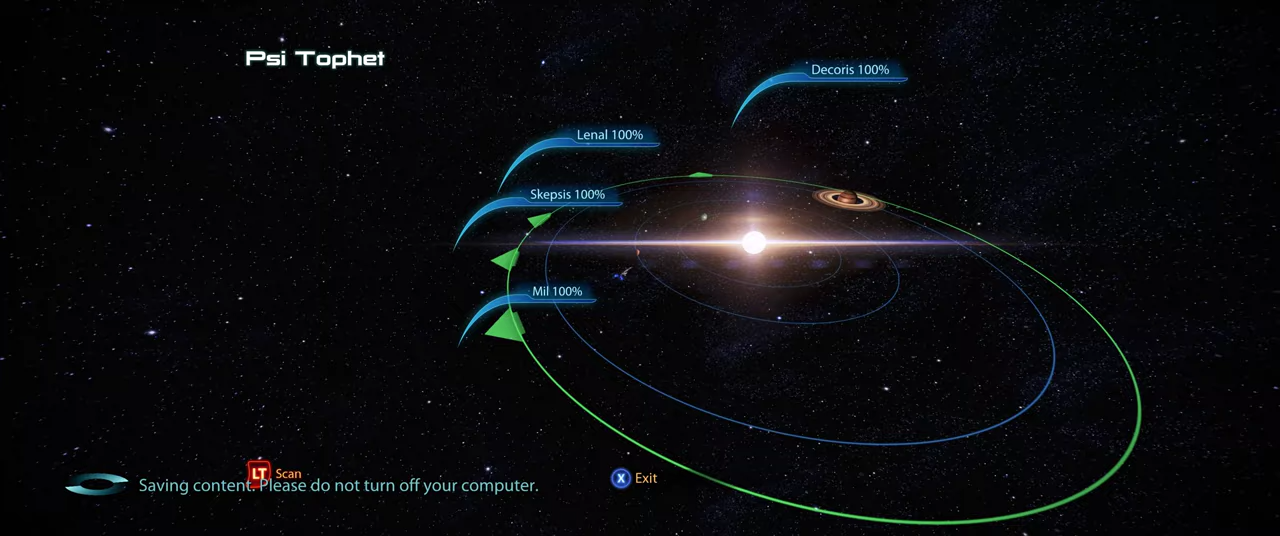 Psi Tophet
Decoris 100%
Lenal 100%
Skepsis 100%
Mil 100%
LT Scan
X Exit
Saving content. Please do not turn off your computer.